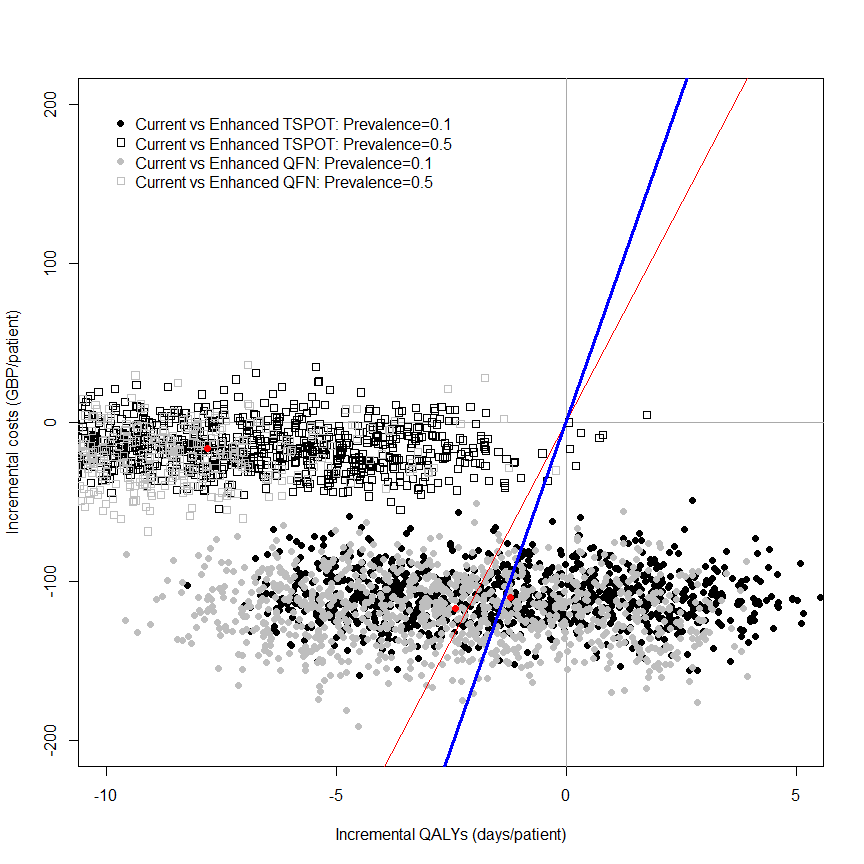 200
100
0
-100
-200
Incremental costs (GBP/patient)
Current vs Enhanced TSPOT: Prevalence=0.1
Current vs Enhanced TSPOT: Prevalence=0.5
Current vs Enhanced QFN: Prevalence=0.1
Current vs Enhanced QFN: Prevalence=0.5
-10 -5 0 5
Incremental QALYs (days/patient)